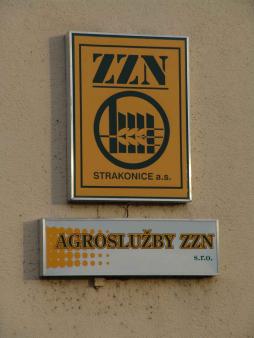 ZZN
STRAKONICE a.s.
AGROSLUŽBY ZZN
s.r.o.